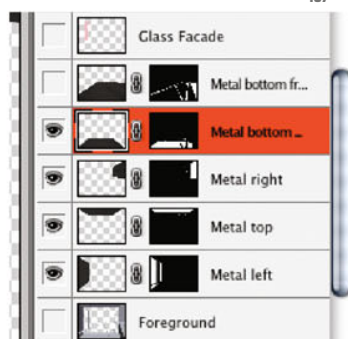 Glass Facade
Metal bottom fr...
Metal bottom ...
Metal right
Metal top
Metal left
Foreground